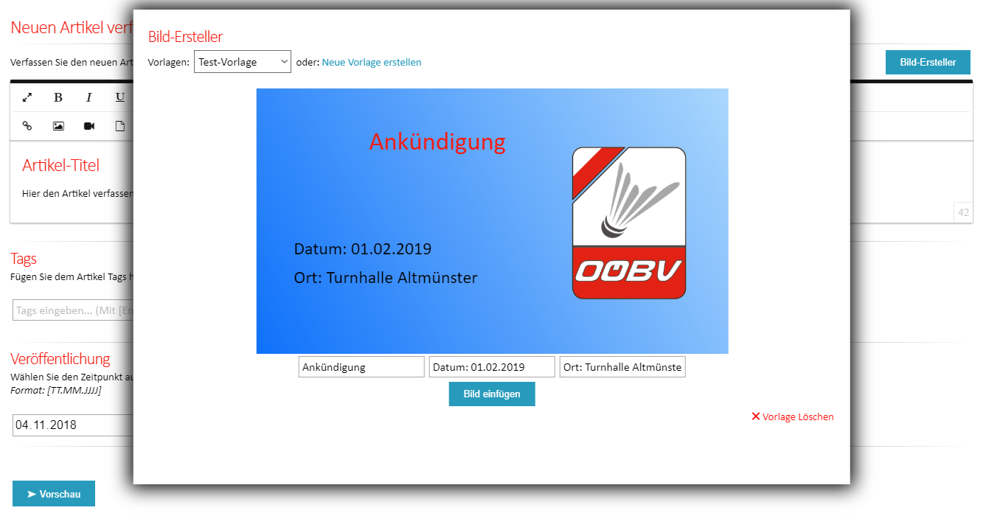 Neuen Artikel verf
Verfassen Sie den neuen Art
Bild-Ersteller
B I U
Artikel-Titel
Hier den Artikel verfassen
42
Tags
Fügen Sie dem Artikel Tags h
Tags eingeben... (Mit [En
Veröffentlichung
Wählen Sie den Zeitpunkt au
Format: [TT.MM.JJJJ]
04.11.2018
Vorschau
Bild-Ersteller
Vorlagen: Test-Vorlage oder: Neue Vorlage erstellen
Ankündigung
Datum: 01.02.2019
Ort: Turnhalle Altmünster
OÖBV
Ankündigung Datum: 01.02.2019 Ort: Turnhalle Altmünste
Bild einfügen
Vorlage Löschen